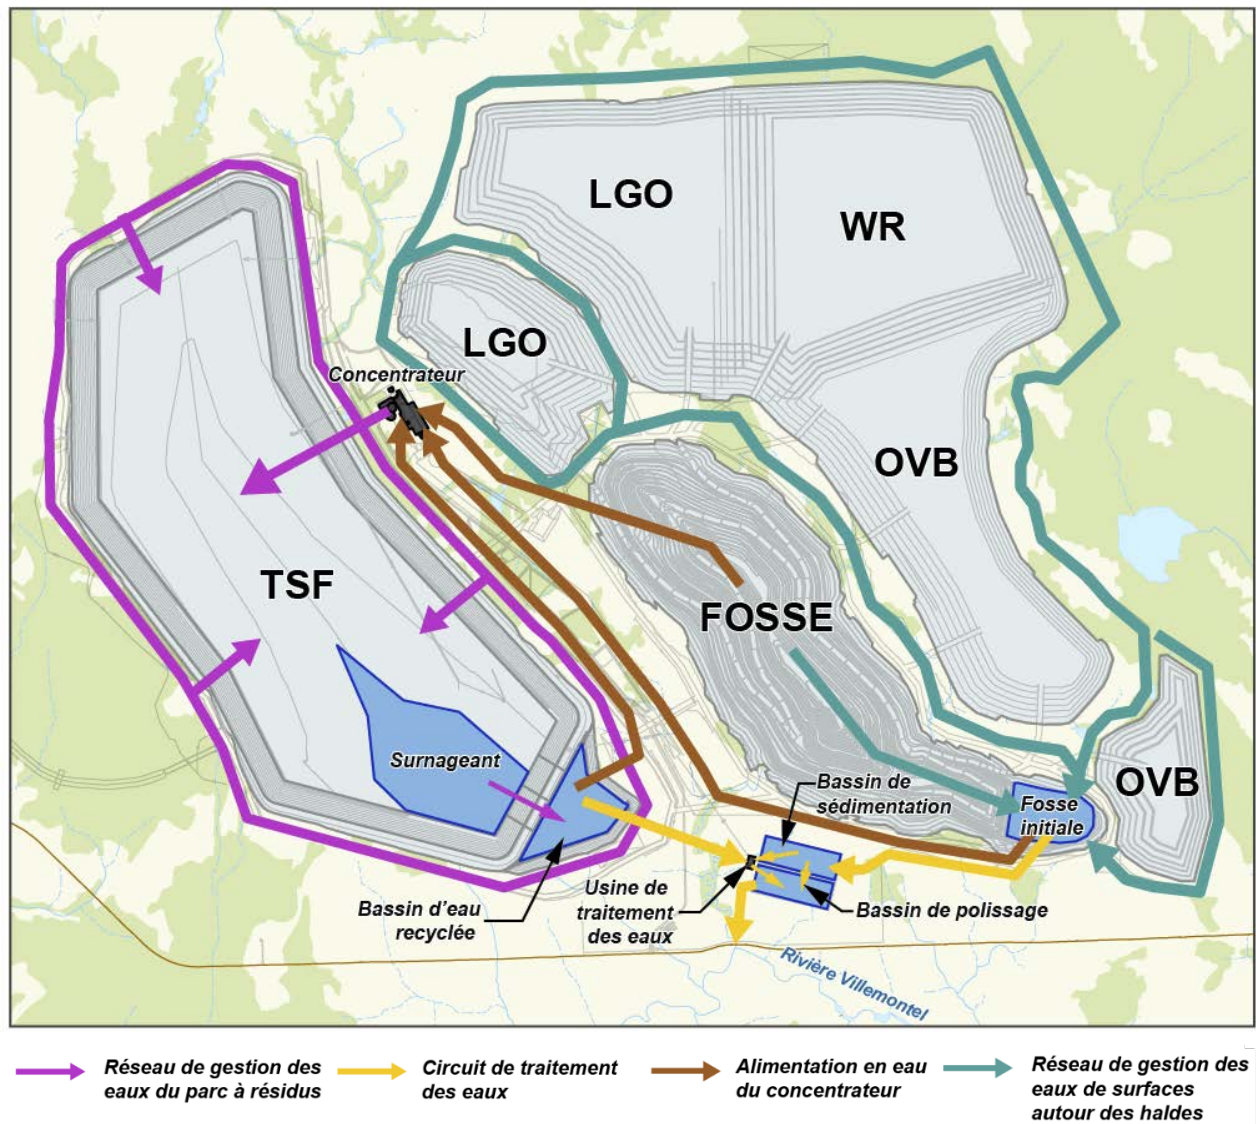 LGO
WR
LGO
Concentrateur
OVB
TSF
FOSSE
Surnageant
Bassin de
sédimentation
Fosse
initiale
OVB
Usine de
traitement
des eaux
Bassin d'eau
recyclée
Bassin de polissage
Rivière Villemontel
Réseau de gestion des
eaux du parc à résidus
Circuit de traitement
des eaux
Alimentation en eau
du concentrateur
Réseau de gestion des
eaux de surfaces
autour des haldes